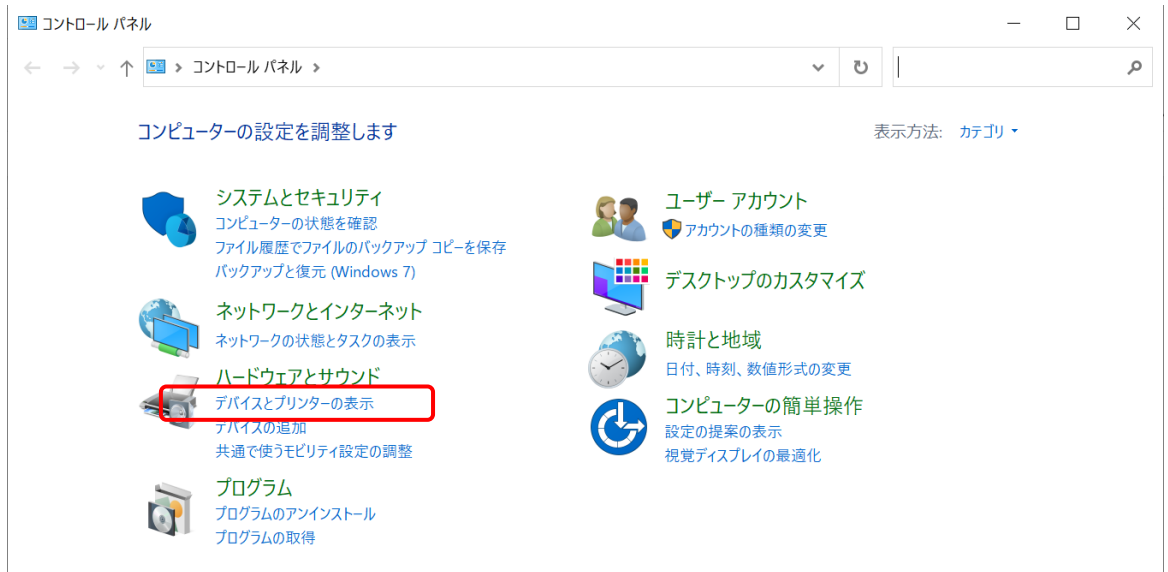 コントロール パネル
コントロール パネル
コンピューターの設定を調整します
表示方法: カテゴリ
システムとセキュリティ
コンピューターの状態を確認
ファイル履歴でファイルのバックアップ コピーを保存
バックアップと復元 (Windows 7)
ネットワークとインターネット
ネットワークの状態とタスクの表示
ハードウェアとサウンド
デバイスとプリンターの表示
デバイスの追加
共通で使うモビリティ設定の調整
プログラム
プログラムのアンインストール
プログラムの取得
ユーザー アカウント
アカウントの種類の変更
デスクトップのカスタマイズ
時計と地域
日付、時刻、数値形式の変更
コンピューターの簡単操作
設定の提案の表示
視覚ディスプレイの最適化